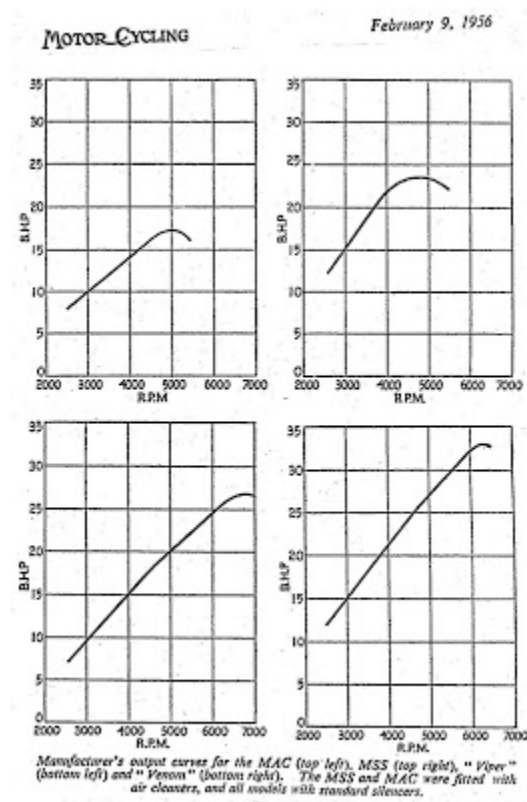 MOTOR CYCLING
February 9, 1956
35
30
25
20
15
10
5
0
B.H.P
2000 3000 4000 5000 6000 7000
R.P.M.
35
30
25
20
15
10
5
0
B.H.P
2000 3000 4000 5000 6000 7000
R.P.M.
35
30
25
20
15
10
5
0
B.H.P
2000 3000 4000 5000 6000 7000
R.P.M.
35
30
25
20
15
10
5
0
B.H.P
2000 3000 4000 5000 6000 7000
R.P.M.
Manufacturer's output curves for the MAC (top left), MSS (top right), "Viper"
(bottom left) and "Venom" (bottom right). The MSS and MAC were fitted with
air cleaners, and all models with standard silencers.